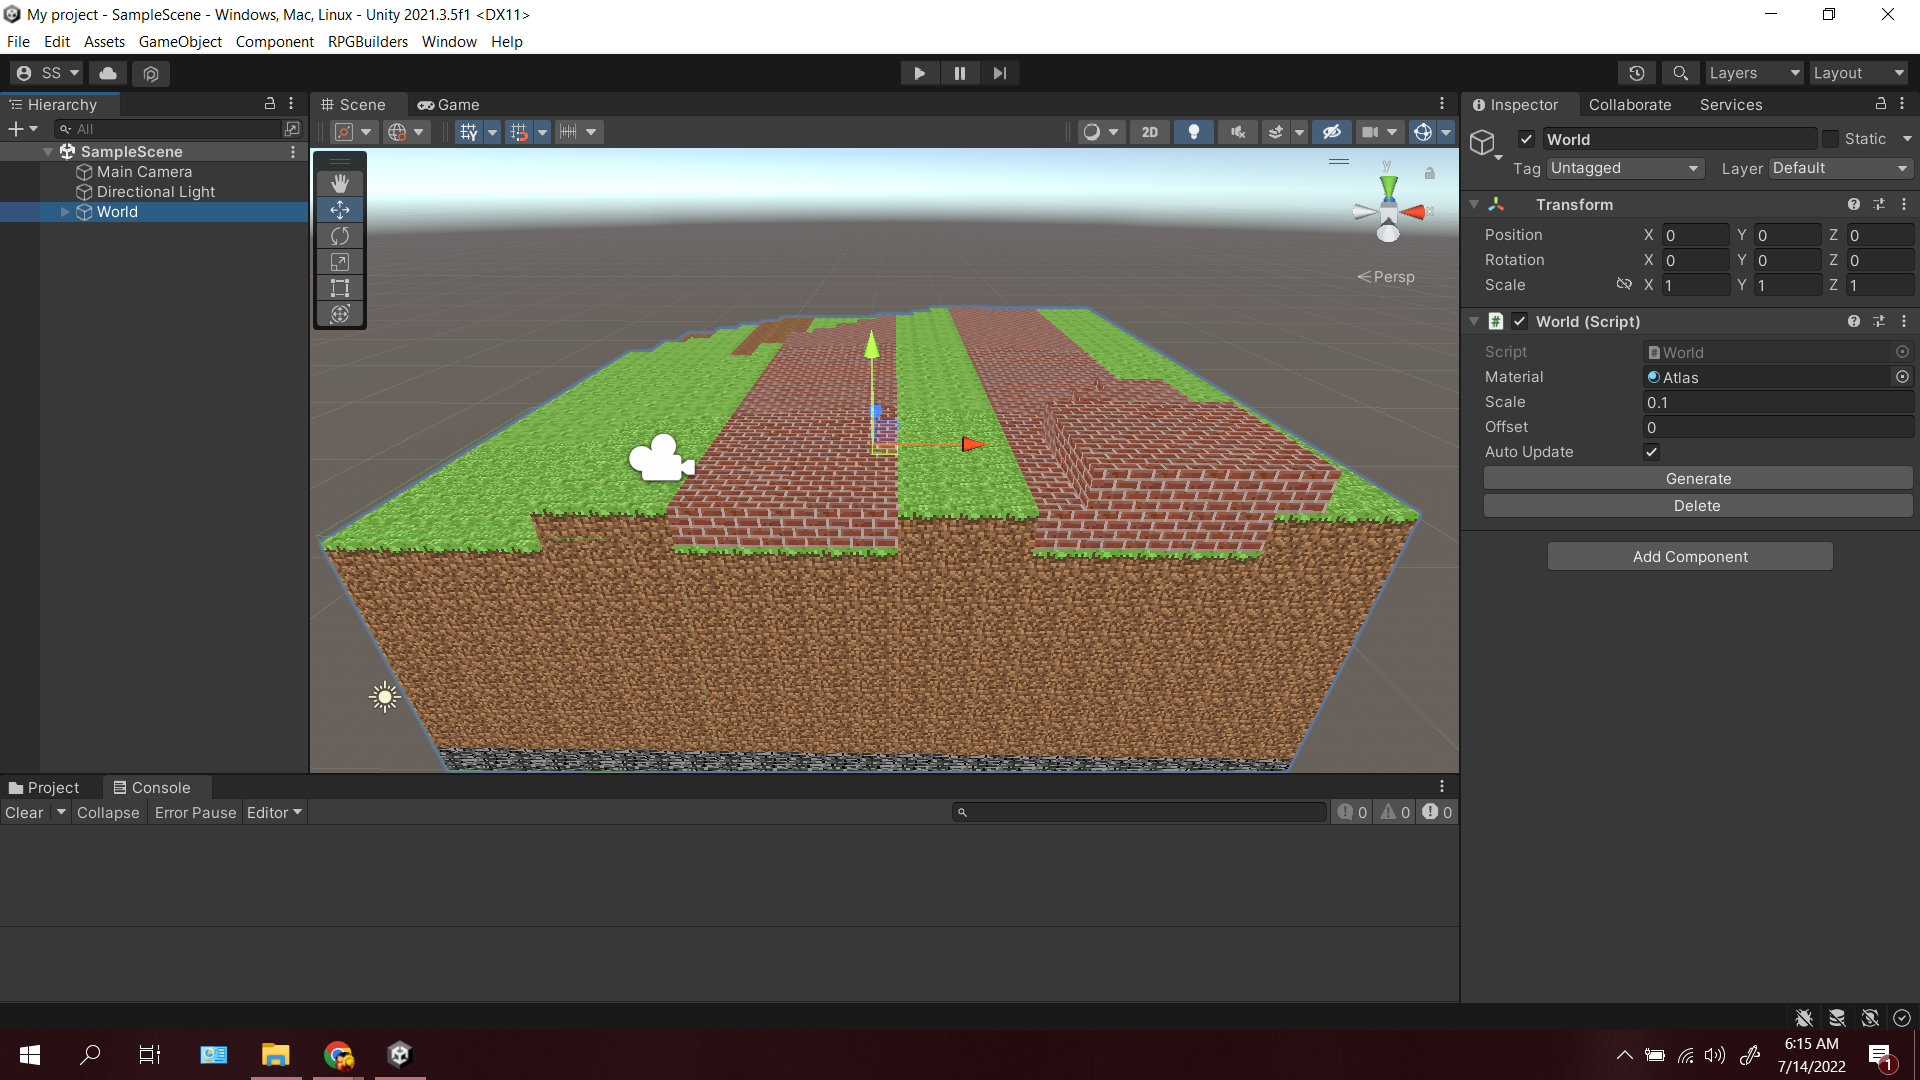 My project - SampleScene - Windows, Mac, Linux - Unity 2021.3.5f1 <DX11>
File Edit Assets GameObject Component RPGBuilders Window Help
SS Layers Layout
Hierarchy
All
SampleScene
Main Camera
Directional Light
World
Scene Game
2D
y
x
Persp
Inspector Collaborate Services
World Static
Tag Untagged Layer Default
Transform
Position X 0 Y 0 Z 0
Rotation X 0 Y 0 Z 0
Scale X 1 Y 1 Z 1
# World (Script)
Script World
Material Atlas
Scale 0.1
Offset 0
Auto Update
Generate
Delete
Add Component
Project Console
Clear Collapse Error Pause Editor 0 0 0
6:15 AM
7/14/2022
1